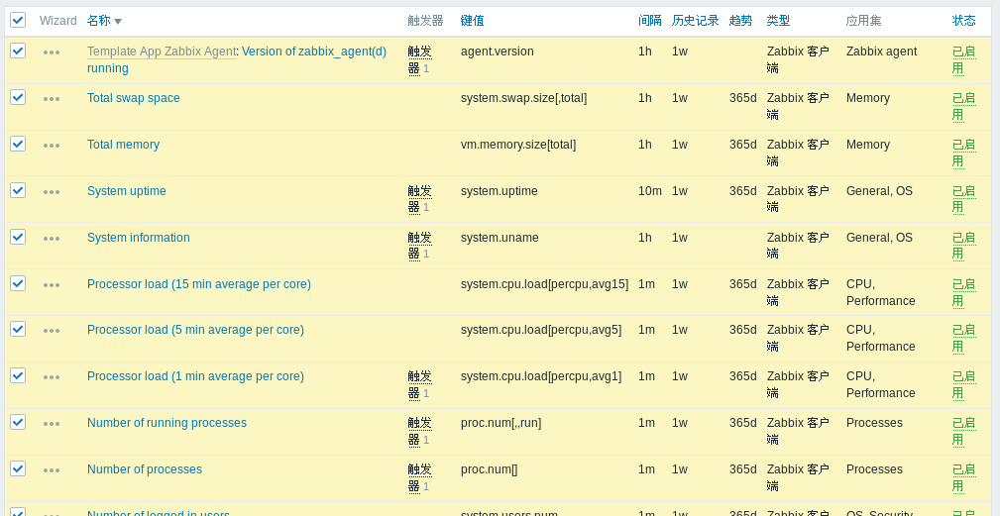 Wizard 名称 触发器 键值 间隔 历史记录 趋势 类型 应用集 状态
Template App Zabbix Agent: Version of zabbix_agent(d) 触发 agent.version 1h 1w Zabbix 客户 Zabbix agent 已启
running 器 1 端 用
Total swap space system.swap.size[,total] 1h 1w 365d Zabbix 客户 Memory 已启
端 用
Total memory vm.memory.size[total] 1h 1w 365d Zabbix 客户 Memory 已启
端 用
System uptime 触发 system.uptime 10m 1w 365d Zabbix 客户 General, OS 已启
器 1 端 用
System information 触发 system.uname 1h 1w Zabbix 客户 General, OS 已启
器 1 端 用
Processor load (15 min average per core) system.cpu.load[percpu,avg15] 1m 1w 365d Zabbix 客户 CPU, 已启
端 Performance 用
Processor load (5 min average per core) system.cpu.load[percpu,avg5] 1m 1w 365d Zabbix 客户 CPU, 已启
端 Performance 用
Processor load (1 min average per core) 触发 system.cpu.load[percpu,avg1] 1m 1w 365d Zabbix 客户 CPU, 已启
器 1 端 Performance 用
Number of running processes 触发 proc.num[,,run] 1m 1w 365d Zabbix 客户 Processes 已启
器 1 端 用
Number of processes 触发 proc.num[] 1m 1w 365d Zabbix 客户 Processes 已启
器 1 端 用
Number of logged in users system.users.num 1m 1w 365d Zabbix 客户 OS, Security 已启